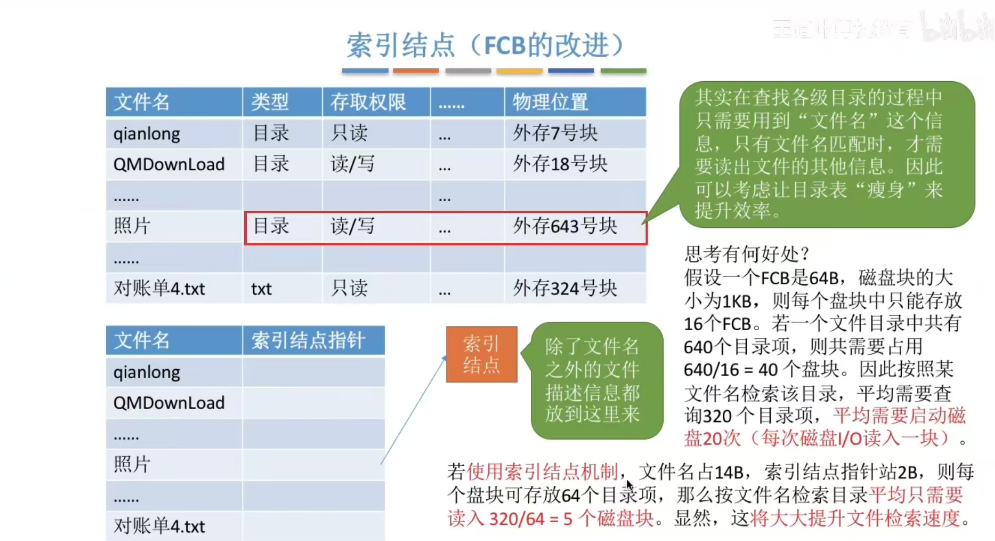 索引结点（FCB的改进）
文件名 类型 存取权限 …… 物理位置
qianlong 目录 只读 … 外存7号块
QMDownLoad 目录 读/写 … 外存18号块
…… …
照片 目录 读/写 … 外存643号块
……
对账单4.txt txt 只读 … 外存324号块
其实在查找各级目录的过程中
只需要用到“文件名”这个信
息，只有文件名匹配时，才需
要读出文件的其他信息。因此
可以考虑让目录表“瘦身”来
提升效率。
文件名 索引结点指针
qianlong
QMDownLoad
……
照片
……
对账单4.txt
索引
结点
除了文件名
之外的文件
描述信息都
放到这里来
思考有何好处？
假设一个FCB是64B，磁盘块的大
小为1KB，则每个盘块中只能存放
16个FCB。若一个文件目录中共有
640个目录项，则共需要占用
640/16 = 40 个盘块。因此按照某
文件名检索该目录，平均需要查
询320 个目录项，平均需要启动磁
盘20次（每次磁盘I/O读入一块）。
若使用索引结点机制，文件名占14B，索引结点指针站2B，则每
个盘块可存放64个目录项，那么按文件名检索目录平均只需要
读入 320/64 = 5 个磁盘块。显然，这将大大提升文件检索速度。